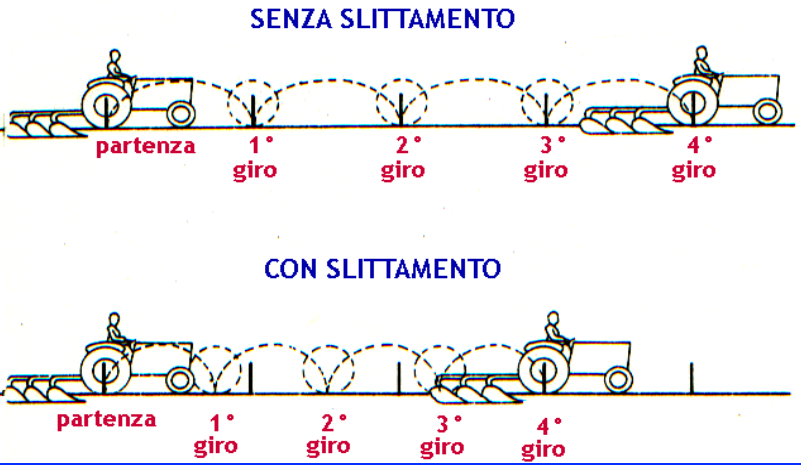 SENZA SLITTAMENTO
partenza 1° 2° 3° 4°
giro giro giro giro
CON SLITTAMENTO
partenza 1° 2° 3° 4°
giro giro giro giro